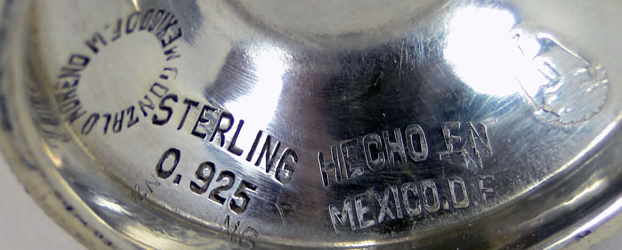 GONZALO MORENO MEXICO D F M
STERLING
0.925
HECHO EN
MEXICO.D F